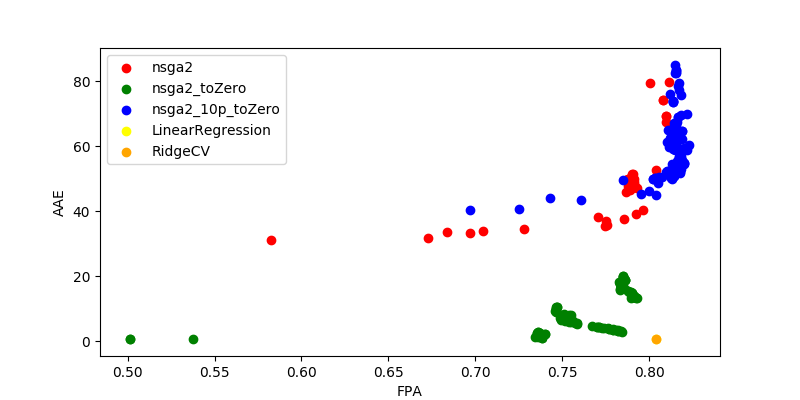 nsga2
nsga2_toZero
nsga2_10p_toZero
LinearRegression
RidgeCV
AAE
80
60
40
20
0
0.50 0.55 0.60 0.65 0.70 0.75 0.80
FPA